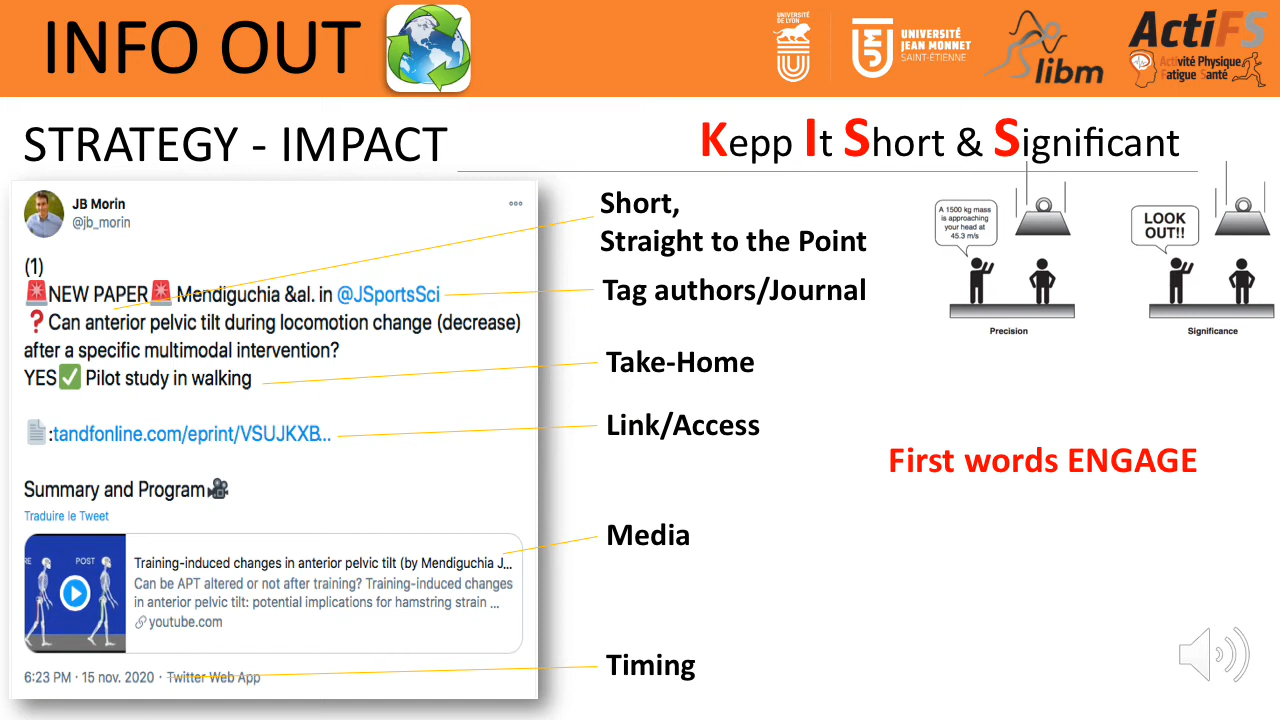 INFO OUT
UNIVERSITÉ
DE LYON
UNIVERSITÉ
JEAN MONNET
SAINT-ÉTIENNE
libm
ActiFS
Activité Physique
Fatigue Santé
STRATEGY - IMPACT
Kepp It Short & Significant
JB Morin
@jb_morin
(1)
🚨NEW PAPER🚨 Mendiguchia &al. in @JSportsSci
❓Can anterior pelvic tilt during locomotion change (decrease)
after a specific multimodal intervention?
YES✅ Pilot study in walking
📄:tandfonline.com/eprint/VSUJKXB...
Summary and Program🎥
Traduire le Tweet
RE
POST
Training-induced changes in anterior pelvic tilt (by Mendiguchia J...
Can be APT altered or not after training? Training-induced changes
in anterior pelvic tilt: potential implications for hamstring strain ...
youtube.com
6:23 PM · 15 nov. 2020 · Twitter Web App
Short,
Straight to the Point
Tag authors/Journal
Take-Home
Link/Access
Media
Timing
A 1500 kg mass
is approaching
your head at
45.3 m/s
Precision
LOOK
OUT!!
Significance
First words ENGAGE